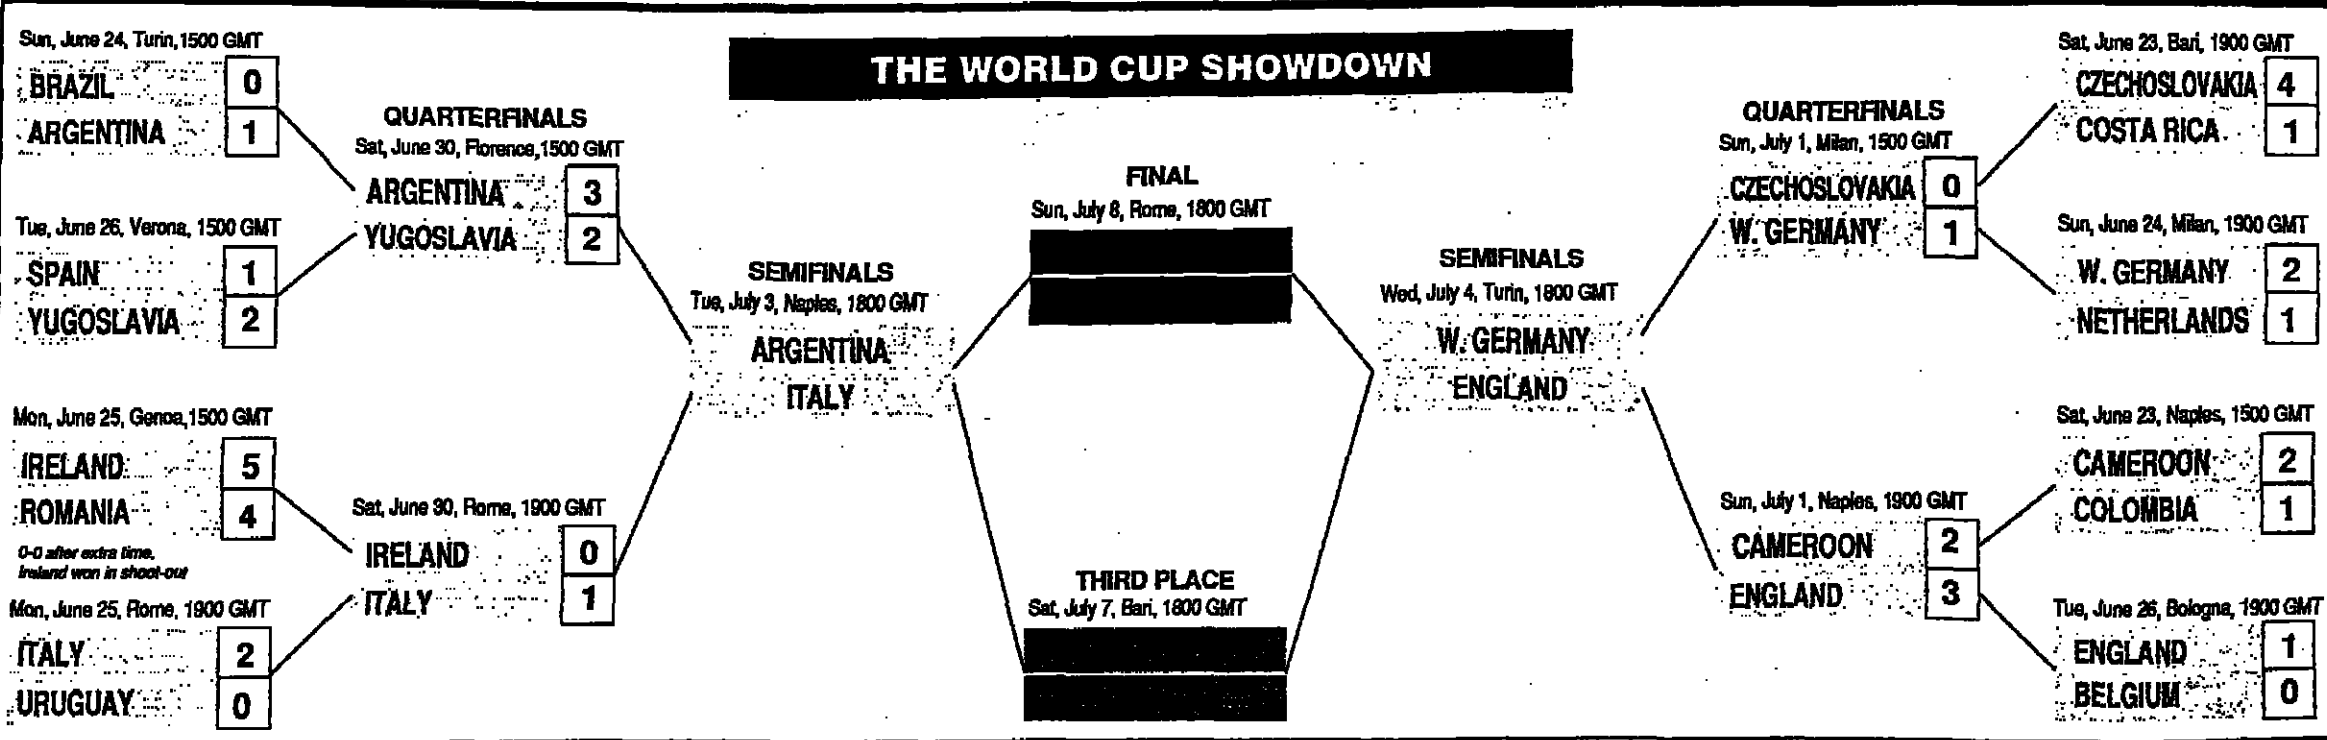 THE WORLD CUP SHOWDOWN
Sun, June 24, Turin, 1500 GMT
BRAZIL 0
ARGENTINA 1
Tue, June 26, Verona, 1500 GMT
SPAIN 1
YUGOSLAVIA 2
Mon, June 25, Genoa, 1500 GMT
IRELAND 5
ROMANIA 4
0-0 after extra time,
Ireland won in shoot-out
Mon, June 25, Rome, 1900 GMT
ITALY 2
URUGUAY 0
QUARTERFINALS
Sat, June 30, Florence, 1500 GMT
ARGENTINA 3
YUGOSLAVIA 2
Sat, June 30, Rome, 1900 GMT
IRELAND 0
ITALY 1
SEMIFINALS
Tue, July 3, Naples, 1800 GMT
ARGENTINA
ITALY
FINAL
Sun, July 8, Rome, 1800 GMT
THIRD PLACE
Sat, July 7, Bari, 1800 GMT
SEMIFINALS
Wed, July 4, Turin, 1800 GMT
W. GERMANY
ENGLAND
QUARTERFINALS
Sun, July 1, Milan, 1500 GMT
CZECHOSLOVAKIA 0
W. GERMANY 1
Sun, July 1, Naples, 1900 GMT
CAMEROON 2
ENGLAND 3
Sat, June 23, Bari, 1900 GMT
CZECHOSLOVAKIA 4
COSTA RICA 1
Sun, June 24, Milan, 1900 GMT
W. GERMANY 2
NETHERLANDS 1
Sat, June 23, Naples, 1500 GMT
CAMEROON 2
COLOMBIA 1
Tue, June 26, Bologna, 1900 GMT
ENGLAND 1
BELGIUM 0